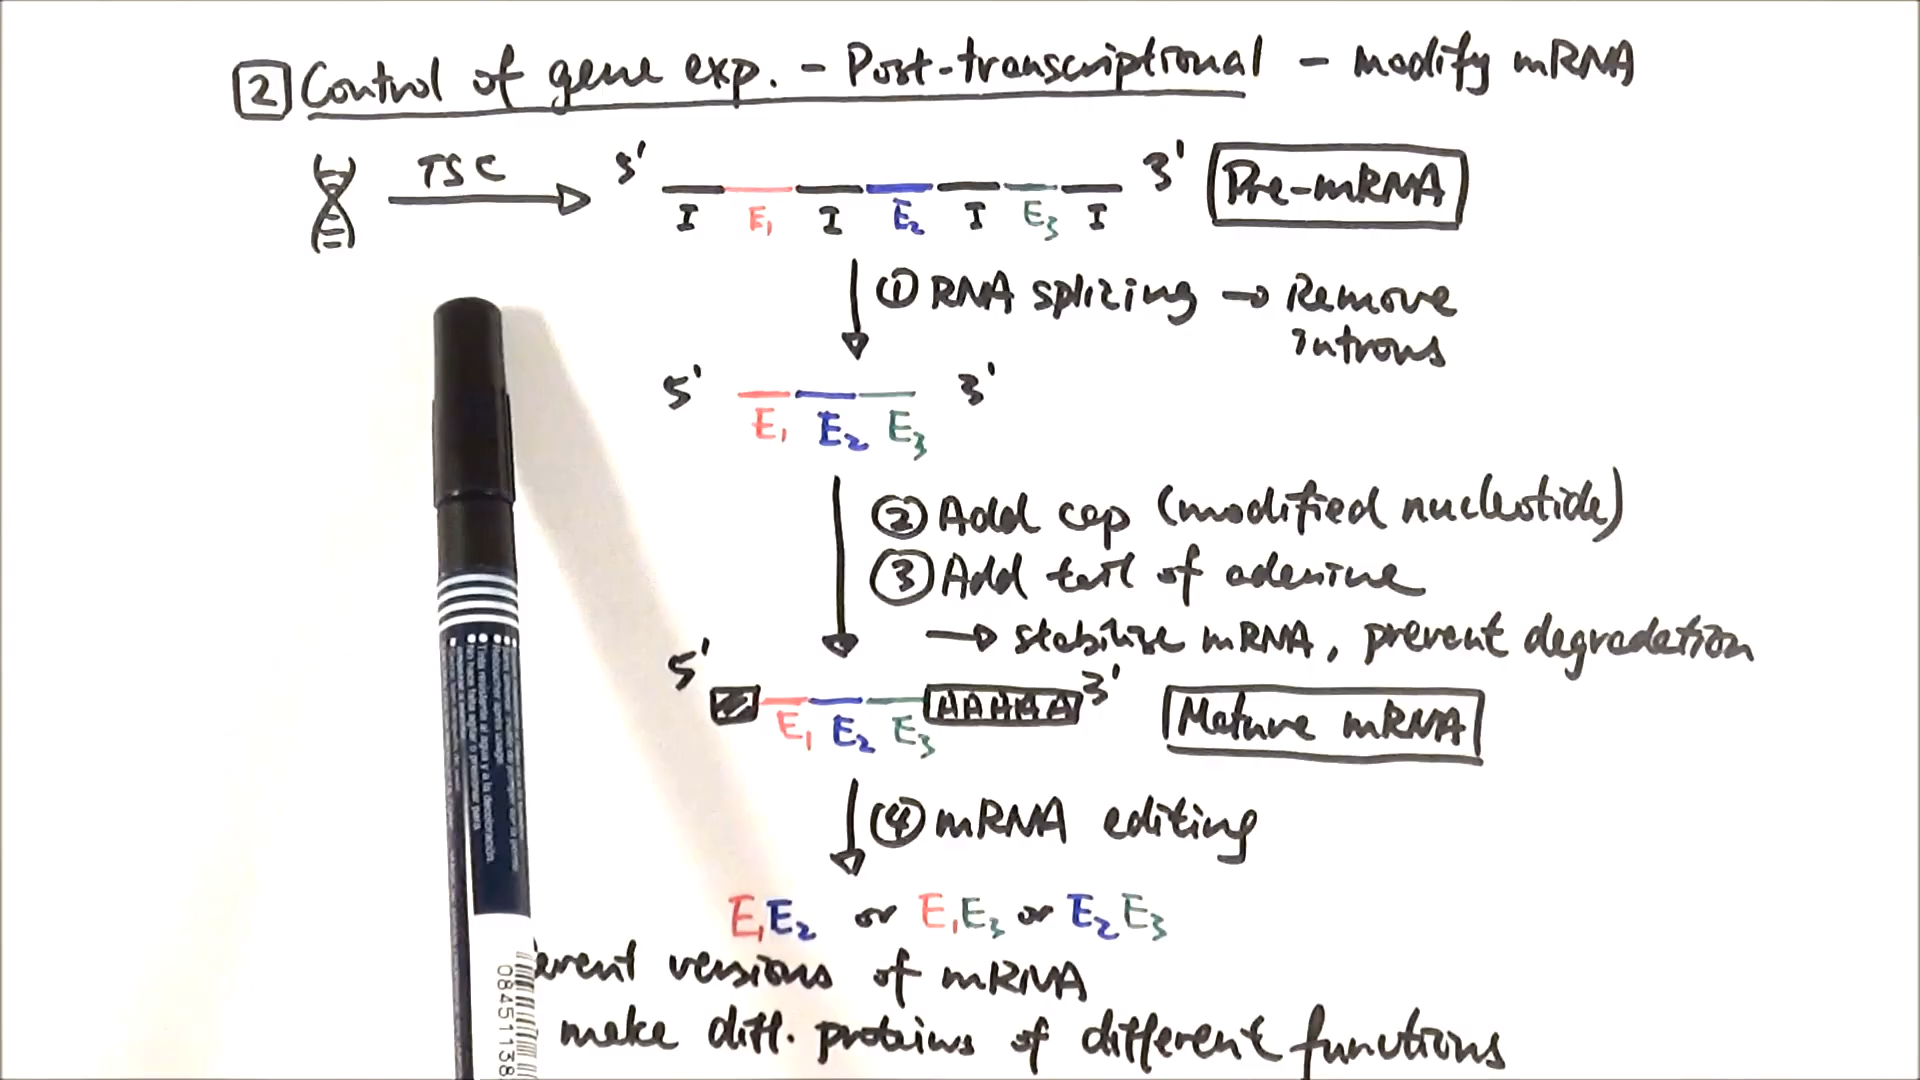 2 Control of gene exp. - Post-transcriptional - modify mRNA
TSC 5' 3' Pre-mRNA
I E1 I E2 I E3 I
① RNA splicing → Remove
introns
5' 3'
E1 E2 E3
② Add cap (modified nucleotide)
③ Add tail of adenine
→ stabilize mRNA, prevent degradation
5' AAAAA 3' Mature mRNA
E1 E2 E3
④ mRNA editing
E1E2 or E1E3 or E2E3
erent versions of mRNA
make diff. proteins of different functions
08451138